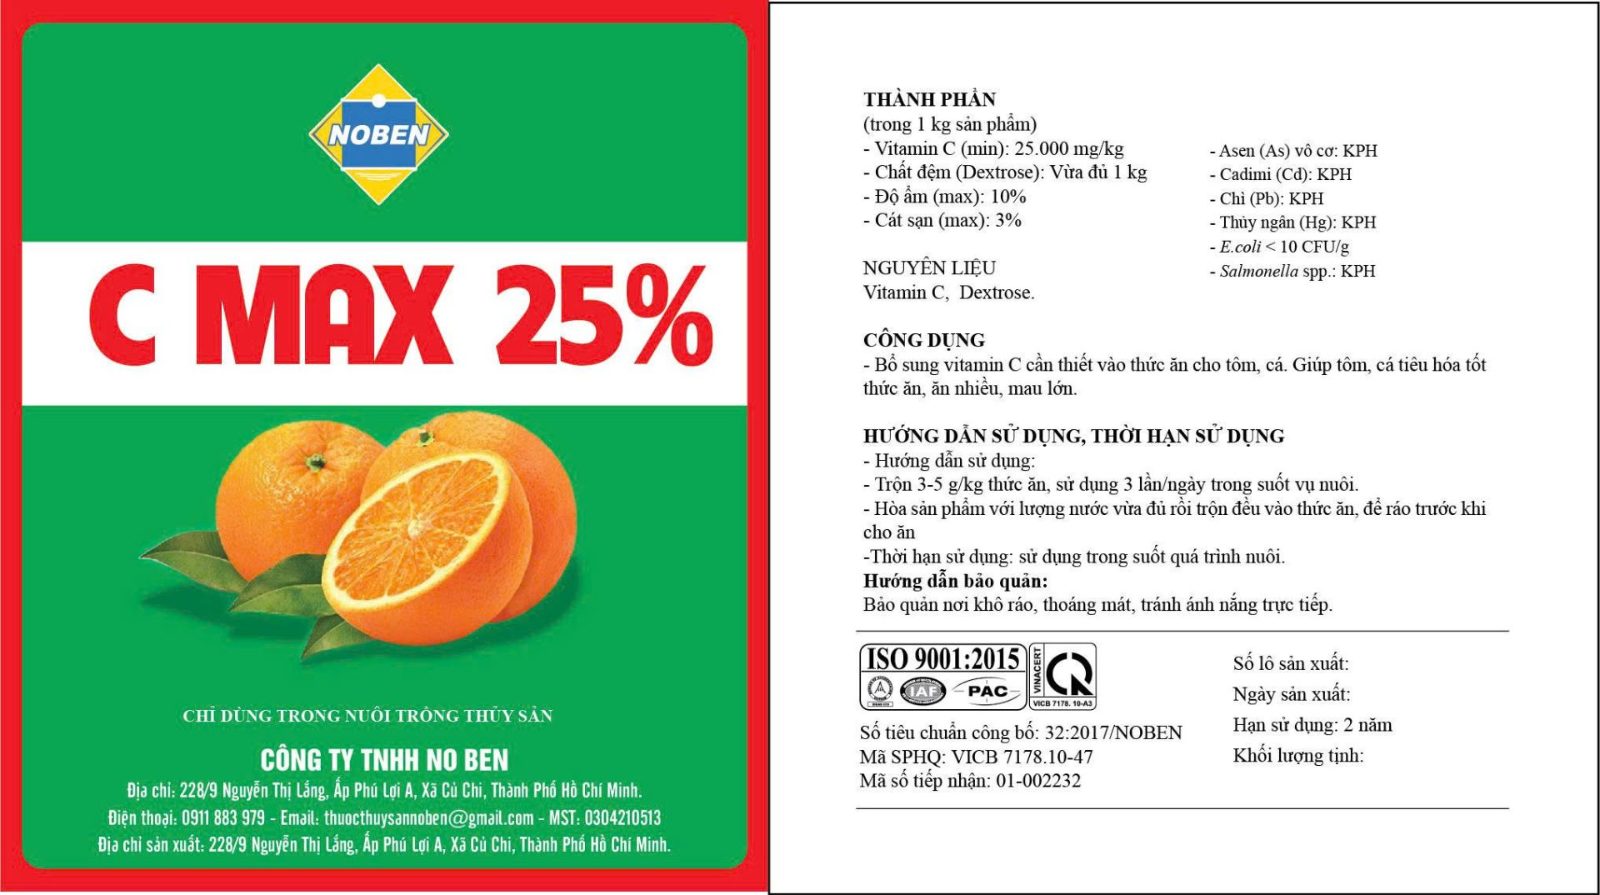 NOBEN
C MAX 25%
CHỈ DÙNG TRONG NUÔI TRỒNG THỦY SẢN
CÔNG TY TNHH NO BEN
Địa chỉ: 228/9 Nguyễn Thị Lắng, Ấp Phú Lợi A, Xã Củ Chi, Thành Phố Hồ Chí Minh.
Điện thoại: 0911 883 979 - Email: thuocthuysannoben@gmail.com - MST: 0304210513
Địa chỉ sản xuất: 228/9 Nguyễn Thị Lắng, Ấp Phú Lợi A, Xã Củ Chi, Thành Phố Hồ Chí Minh.
THÀNH PHẦN
(trong 1 kg sản phẩm)
- Vitamin C (min): 25.000 mg/kg
- Chất đệm (Dextrose): Vừa đủ 1 kg
- Độ ẩm (max): 10%
- Cát sạn (max): 3%
- Asen (As) vô cơ: KPH
- Cadimi (Cd): KPH
- Chì (Pb): KPH
- Thủy ngân (Hg): KPH
- E.coli < 10 CFU/g
- Salmonella spp.: KPH
NGUYÊN LIỆU
Vitamin C, Dextrose.
CÔNG DỤNG
- Bổ sung vitamin C cần thiết vào thức ăn cho tôm, cá. Giúp tôm, cá tiêu hóa tốt
thức ăn, ăn nhiều, mau lớn.
HƯỚNG DẪN SỬ DỤNG, THỜI HẠN SỬ DỤNG
- Hướng dẫn sử dụng:
- Trộn 3-5 g/kg thức ăn, sử dụng 3 lần/ngày trong suốt vụ nuôi.
- Hòa sản phẩm với lượng nước vừa đủ rồi trộn đều vào thức ăn, để ráo trước khi
cho ăn
-Thời hạn sử dụng: sử dụng trong suốt quá trình nuôi.
Hướng dẫn bảo quản:
Bảo quản nơi khô ráo, thoáng mát, tránh ánh nắng trực tiếp.
ISO 9001:2015
IAF
PAC
VINACERT
VICB 7178. 10-A3
Số tiêu chuẩn công bố: 32:2017/NOBEN
Mã SPHQ: VICB 7178.10-47
Mã số tiếp nhận: 01-002232
Số lô sản xuất:
Ngày sản xuất:
Hạn sử dụng: 2 năm
Khối lượng tịnh: